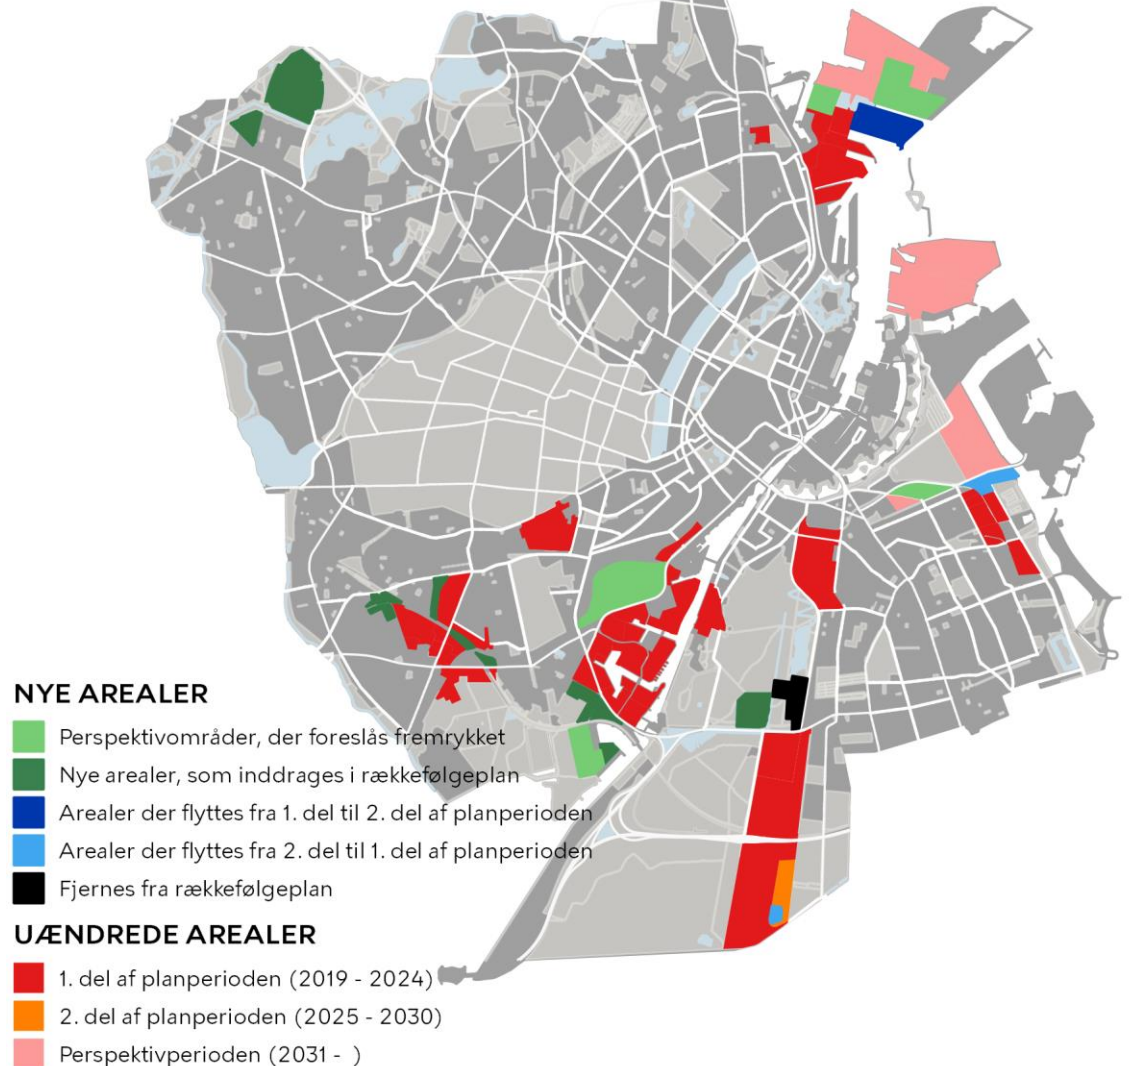 NYE AREALER
Perspektivområder, der foreslås fremrykket
Nye arealer, som inddrages i rækkefølgeplan
Arealer der flyttes fra 1. del til 2. del af planperioden
Arealer der flyttes fra 2. del til 1. del af planperioden
Fjernes fra rækkefølgeplan
UÆNDREDE AREALER
1. del af planperioden (2019 - 2024)
2. del af planperioden (2025 - 2030)
Perspektivperioden (2031 - )